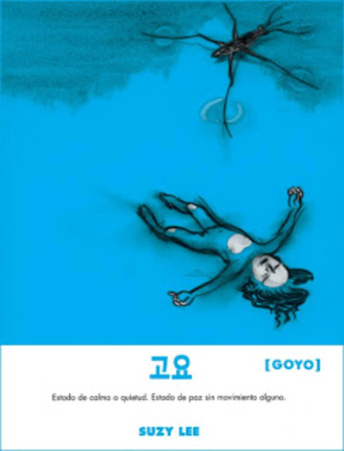 고요
[GOYO]
Estado de calma o quietud. Estado de paz sin movimiento alguno.
SUZY LEE